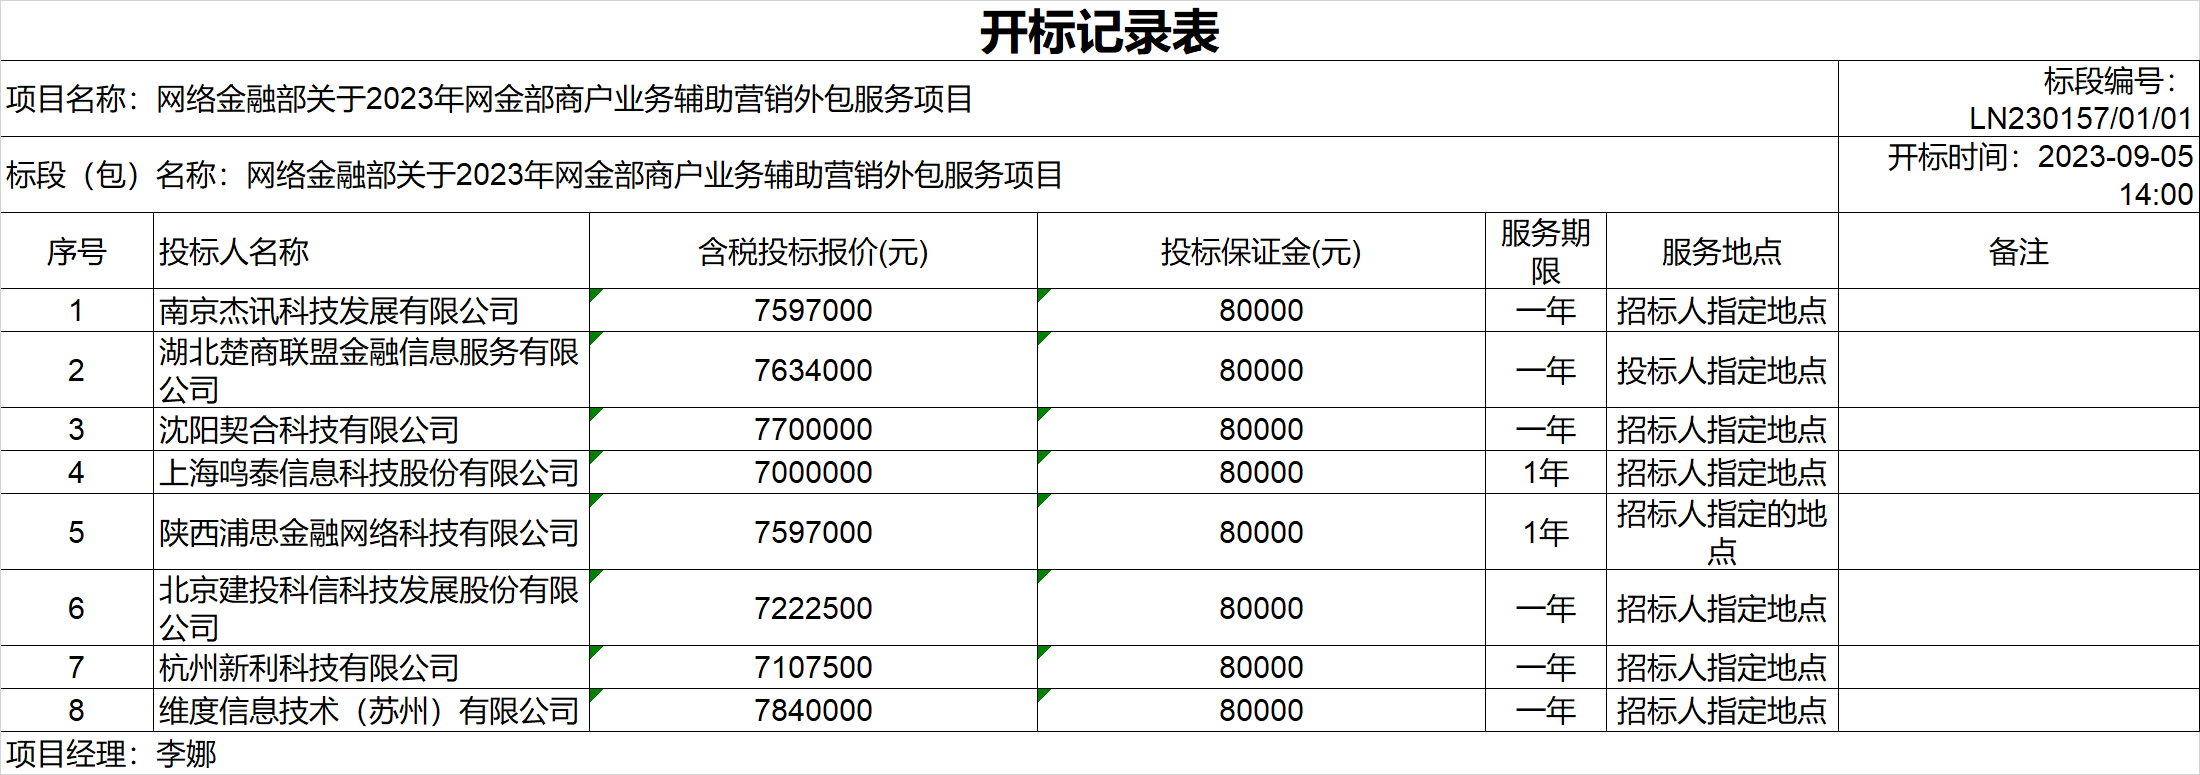 开标记录表
项目名称：网络金融部关于2023年网金部商户业务辅助营销外包服务项目
标段编号：
LN230157/01/01
标段（包）名称：网络金融部关于2023年网金部商户业务辅助营销外包服务项目
开标时间：2023-09-05
14:00
序号 投标人名称 含税投标报价(元) 投标保证金(元) 服务期限 服务地点 备注
1 南京杰讯科技发展有限公司 7597000 80000 一年 招标人指定地点
2 湖北楚商联盟金融信息服务有限公司 7634000 80000 一年 投标人指定地点
3 沈阳契合科技有限公司 7700000 80000 一年 招标人指定地点
4 上海鸣泰信息科技股份有限公司 7000000 80000 1年 招标人指定地点
5 陕西浦思金融网络科技有限公司 7597000 80000 1年 招标人指定的地点
6 北京建投科信科技发展股份有限公司 7222500 80000 一年 招标人指定地点
7 杭州新利科技有限公司 7107500 80000 一年 招标人指定地点
8 维度信息技术（苏州）有限公司 7840000 80000 一年 招标人指定地点
项目经理：李娜